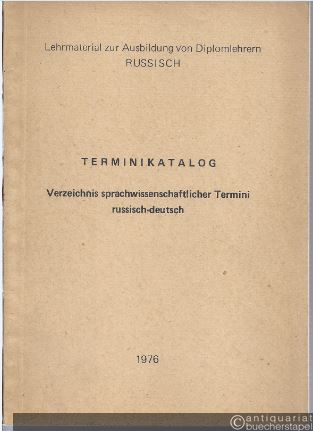 Lehrmaterial zur Ausbildung von Diplomlehrern
RUSSISCH
TERMINIKATALOG
Verzeichnis sprachwissenschaftlicher Termini
russisch-deutsch
1976
antiquariat
buecherstapel